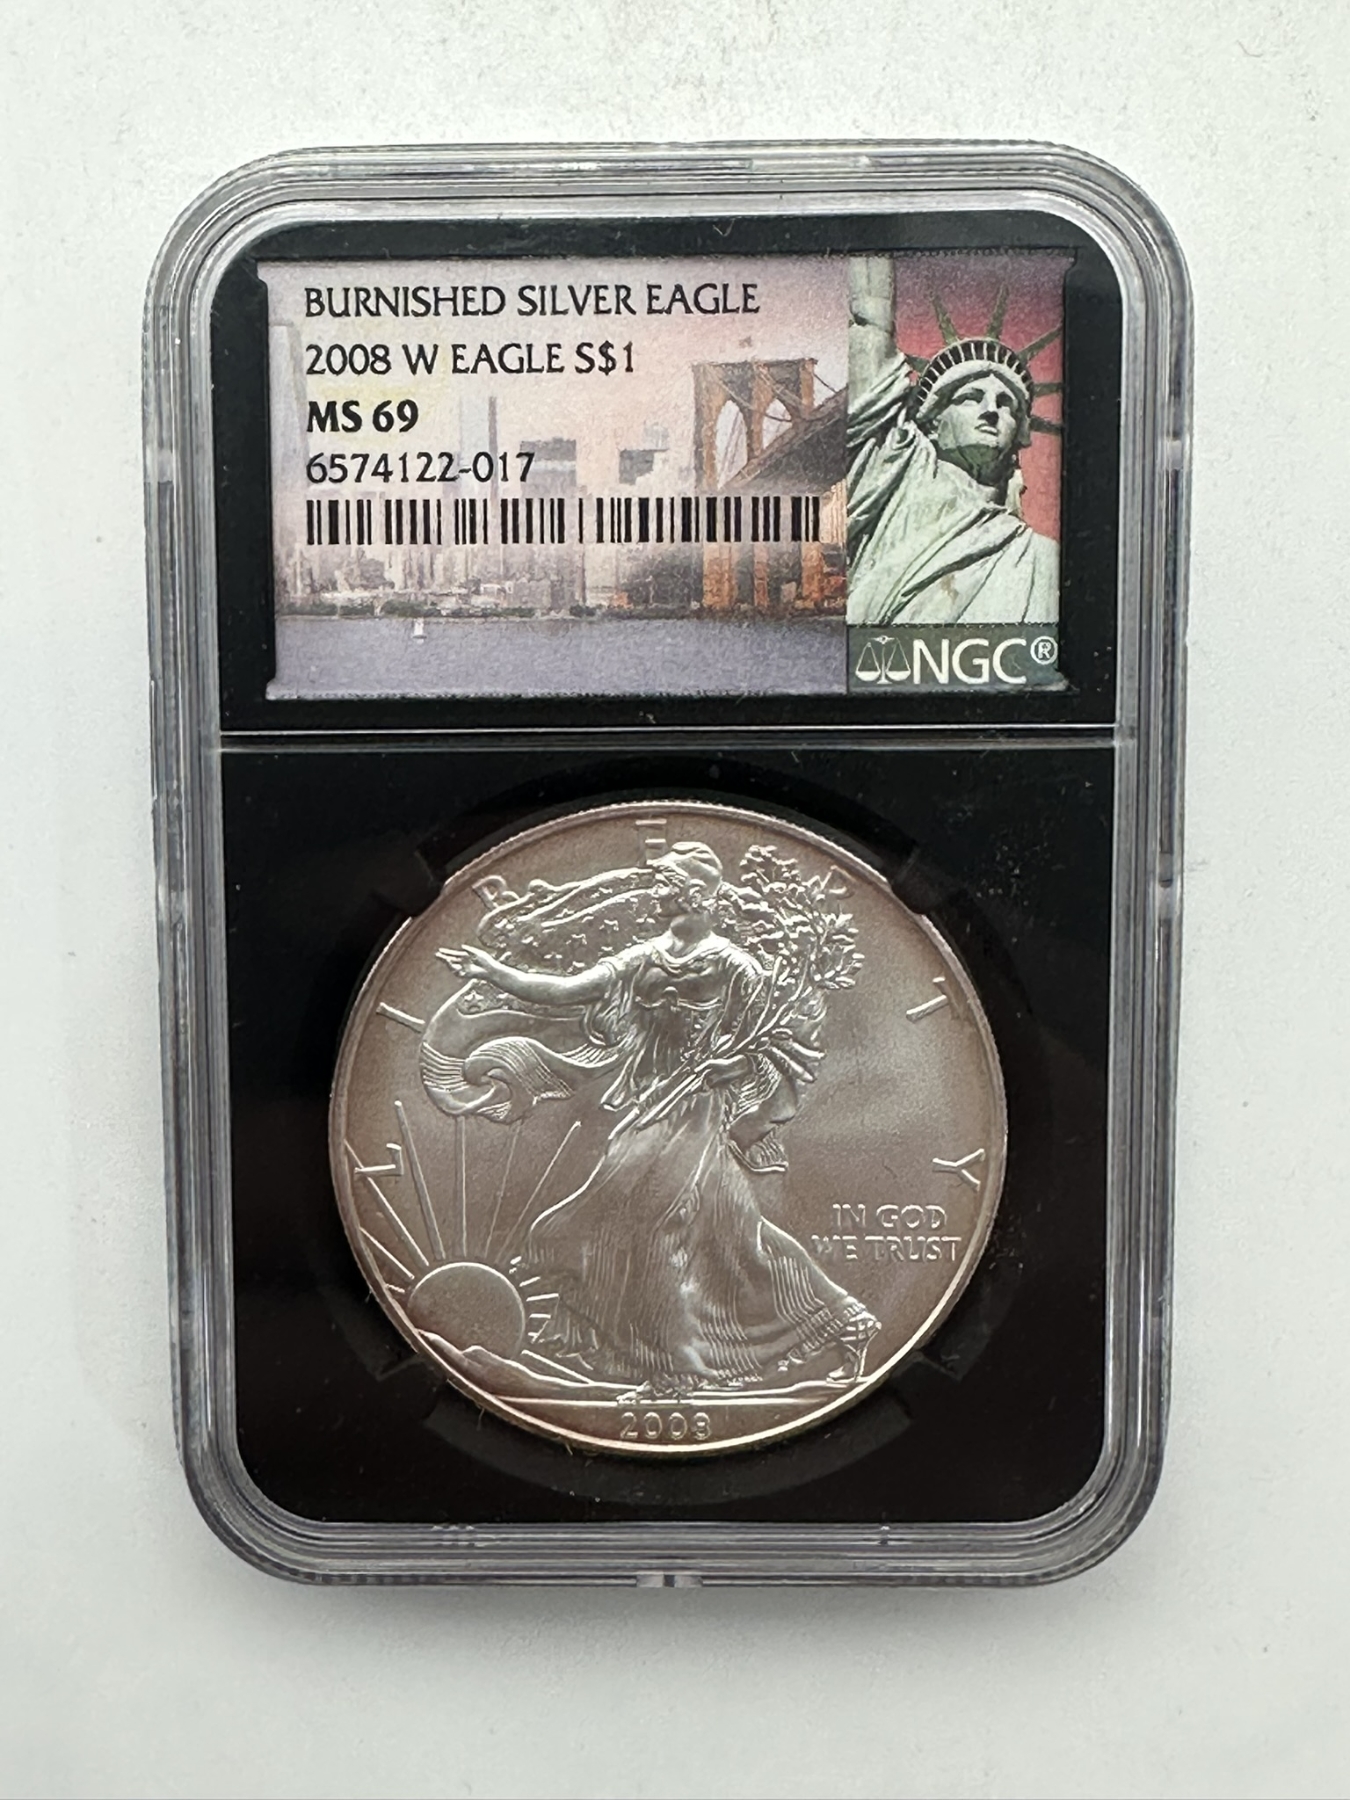 BURNISHED SILVER EAGLE
2008 W EAGLE S$1
MS 69
6574122-017
NGC®
LIBERTY
IN GOD
WE TRUST
2008